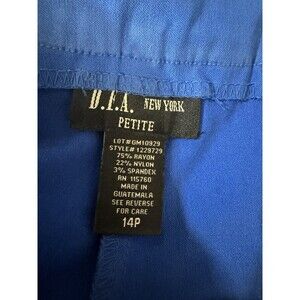 D.F.A. NEW YORK
PETITE
LOT#GM10929
STYLE#1229729
75% RAYON
22% NYLON
3% SPANDEX
RN 115760
MADE IN
GUATEMALA
SEE REVERSE
FOR CARE
14P